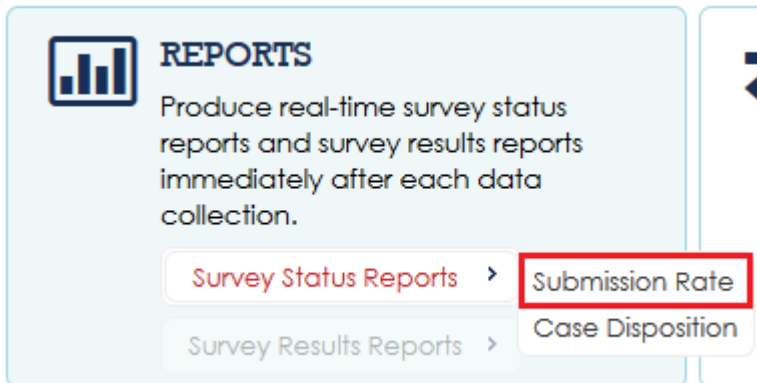 REPORTS
Produce real-time survey status
reports and survey results reports
immediately after each data
collection.
Survey Status Reports
Submission Rate
Case Disposition
Survey Results Reports